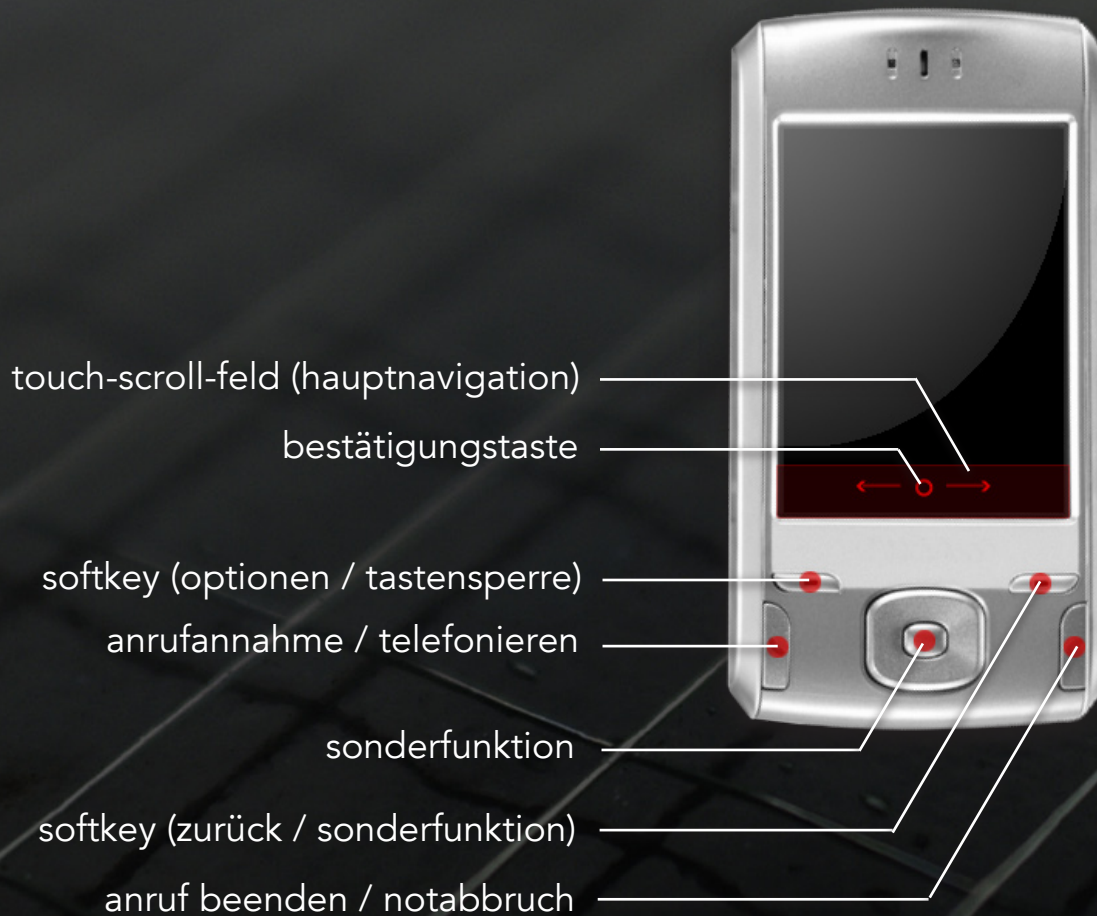 touch-scroll-feld (hauptnavigation)
bestätigungstaste
softkey (optionen / tastensperre)
anrufannahme / telefonieren
sonderfunktion
softkey (zurück / sonderfunktion)
anruf beenden / notabbruch